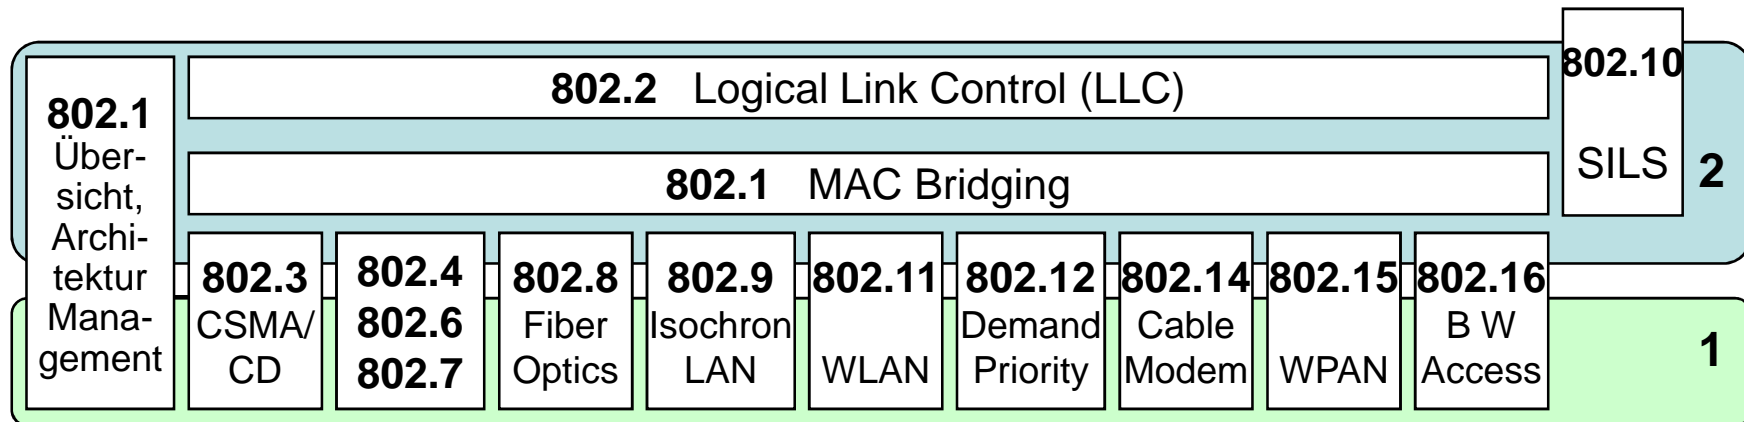 802.1
Über-
sicht,
Archi-
tektur
Mana-
gement
802.2 Logical Link Control (LLC)
802.1 MAC Bridging
802.10
SILS
2
802.3
CSMA/
CD
802.4
802.6
802.7
802.8
Fiber
Optics
802.9
Isochron
LAN
802.11
WLAN
802.12
Demand
Priority
802.14
Cable
Modem
802.15
WPAN
802.16
B W
Access
1